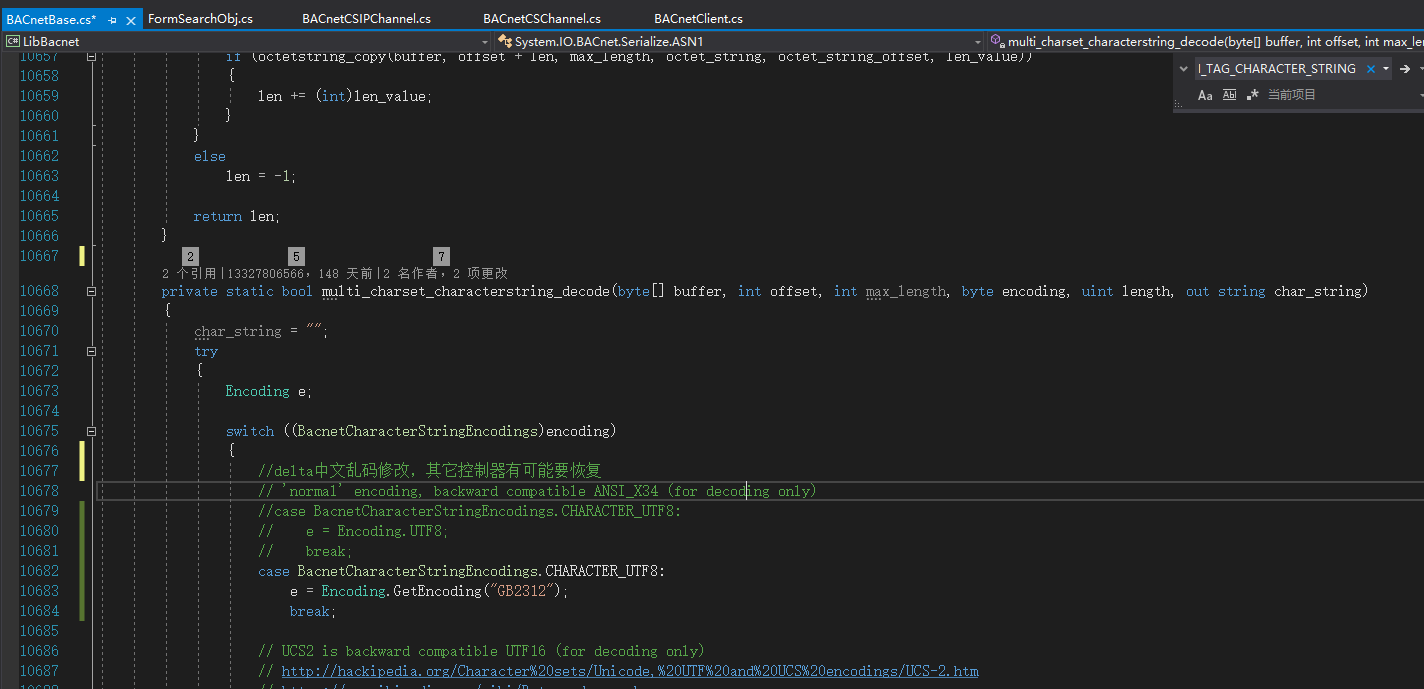 BACnetBase.cs* FormSearchObj.cs BACnetCSIPChannel.cs BACnetCSChannel.cs BACnetClient.cs
LibBacnet System.IO.BACnet.Serialize.ASN1 multi_charset_characterstring_decode(byte[] buffer, int offset, int max_len
I_TAG_CHARACTER_STRING
Aa Ab .* 当前项目
10657 if (octetstring_copy(buffer, offset + len, max_length, octet_string, octet_string_offset, len_value))
10658 {
10659 len += (int)len_value;
10660 }
10661 }
10662 else
10663 len = -1;
10664
10665 return len;
10666 }
10667 2 5 7
2 个引用|13327806566，148 天前|2 名作者，2 项更改
10668 private static bool multi_charset_characterstring_decode(byte[] buffer, int offset, int max_length, byte encoding, uint length, out string char_string)
10669 {
10670 char_string = "";
10671 try
10672 {
10673 Encoding e;
10674
10675 switch ((BacnetCharacterStringEncodings)encoding)
10676 {
10677 //delta中文乱码修改，其它控制器有可能要恢复
10678 // 'normal' encoding, backward compatible ANSI_X34 (for decoding only)
10679 //case BacnetCharacterStringEncodings.CHARACTER_UTF8:
10680 // e = Encoding.UTF8;
10681 // break;
10682 case BacnetCharacterStringEncodings.CHARACTER_UTF8:
10683 e = Encoding.GetEncoding("GB2312");
10684 break;
10685
10686 // UCS2 is backward compatible UTF16 (for decoding only)
10687 // http://hackipedia.org/Character%20sets/Unicode,%20UTF%20and%20UCS%20encodings/UCS-2.htm